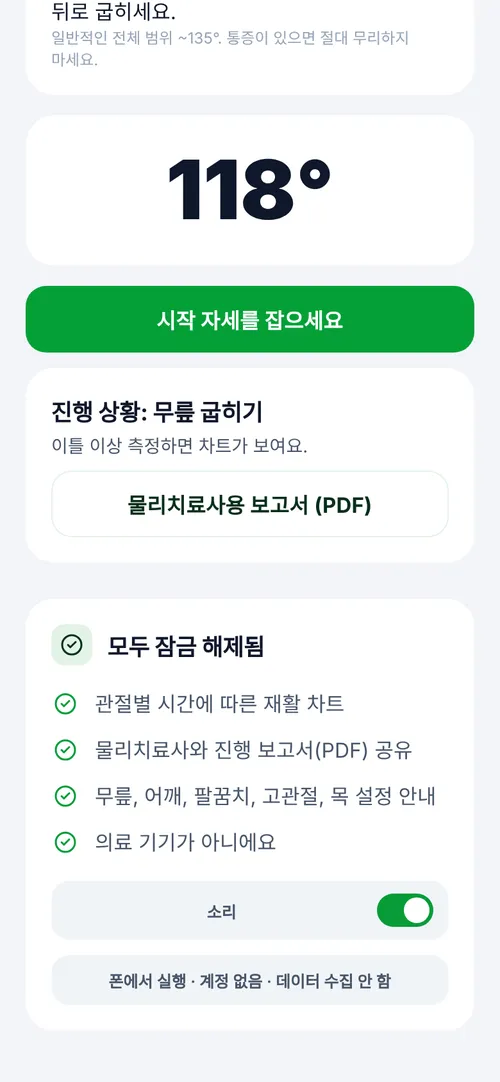 뒤로 굽히세요.
일반적인 전체 범위 ~135°. 통증이 있으면 절대 무리하지
마세요.
118°
시작 자세를 잡으세요
진행 상황: 무릎 굽히기
이틀 이상 측정하면 차트가 보여요.
물리치료사용 보고서 (PDF)
모두 잠금 해제됨
관절별 시간에 따른 재활 차트
물리치료사와 진행 보고서(PDF) 공유
무릎, 어깨, 팔꿈치, 고관절, 목 설정 안내
의료 기기가 아니에요
소리
폰에서 실행 · 계정 없음 · 데이터 수집 안 함